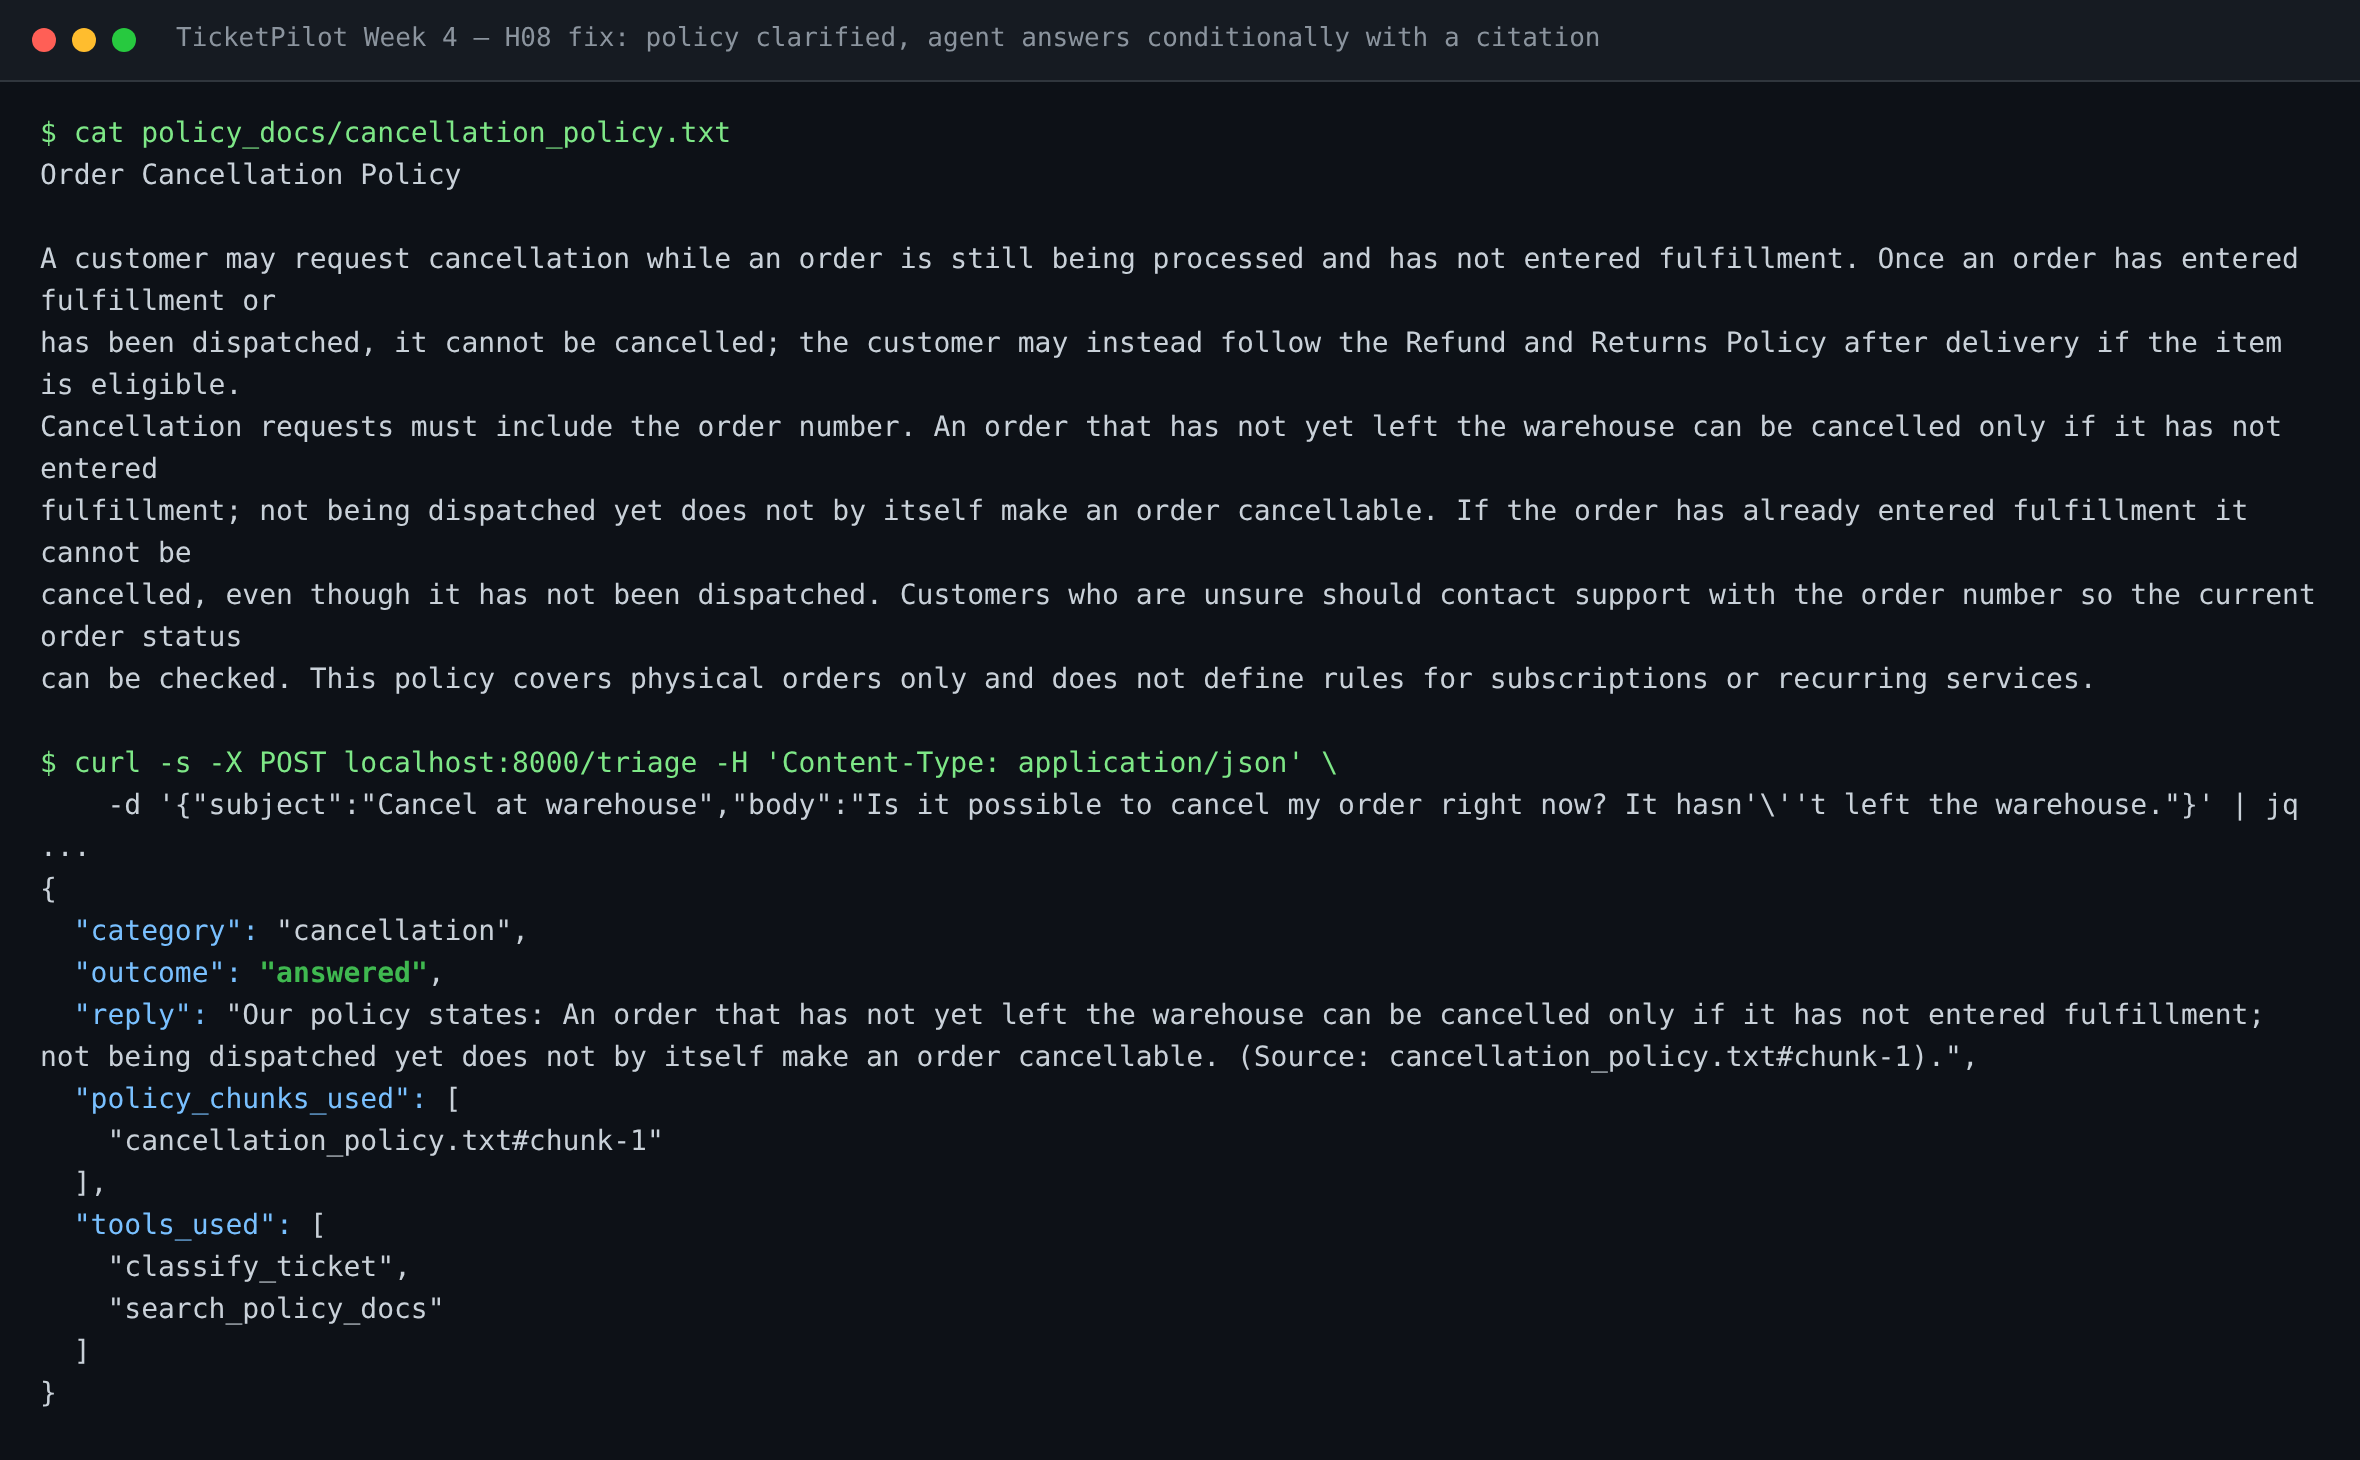 TicketPilot Week 4 — H08 fix: policy clarified, agent answers conditionally with a citation
$ cat policy_docs/cancellation_policy.txt
Order Cancellation Policy
A customer may request cancellation while an order is still being processed and has not entered fulfillment. Once an order has entered
fulfillment or
has been dispatched, it cannot be cancelled; the customer may instead follow the Refund and Returns Policy after delivery if the item
is eligible.
Cancellation requests must include the order number. An order that has not yet left the warehouse can be cancelled only if it has not
entered
fulfillment; not being dispatched yet does not by itself make an order cancellable. If the order has already entered fulfillment it
cannot be
cancelled, even though it has not been dispatched. Customers who are unsure should contact support with the order number so the current
order status
can be checked. This policy covers physical orders only and does not define rules for subscriptions or recurring services.
$ curl -s -X POST localhost:8000/triage -H 'Content-Type: application/json' \
    -d '{"subject":"Cancel at warehouse","body":"Is it possible to cancel my order right now? It hasn'\''t left the warehouse."}' | jq
...
{
  "category": "cancellation",
  "outcome": "answered",
  "reply": "Our policy states: An order that has not yet left the warehouse can be cancelled only if it has not entered fulfillment;
not being dispatched yet does not by itself make an order cancellable. (Source: cancellation_policy.txt#chunk-1).",
  "policy_chunks_used": [
    "cancellation_policy.txt#chunk-1"
  ],
  "tools_used": [
    "classify_ticket",
    "search_policy_docs"
  ]
}